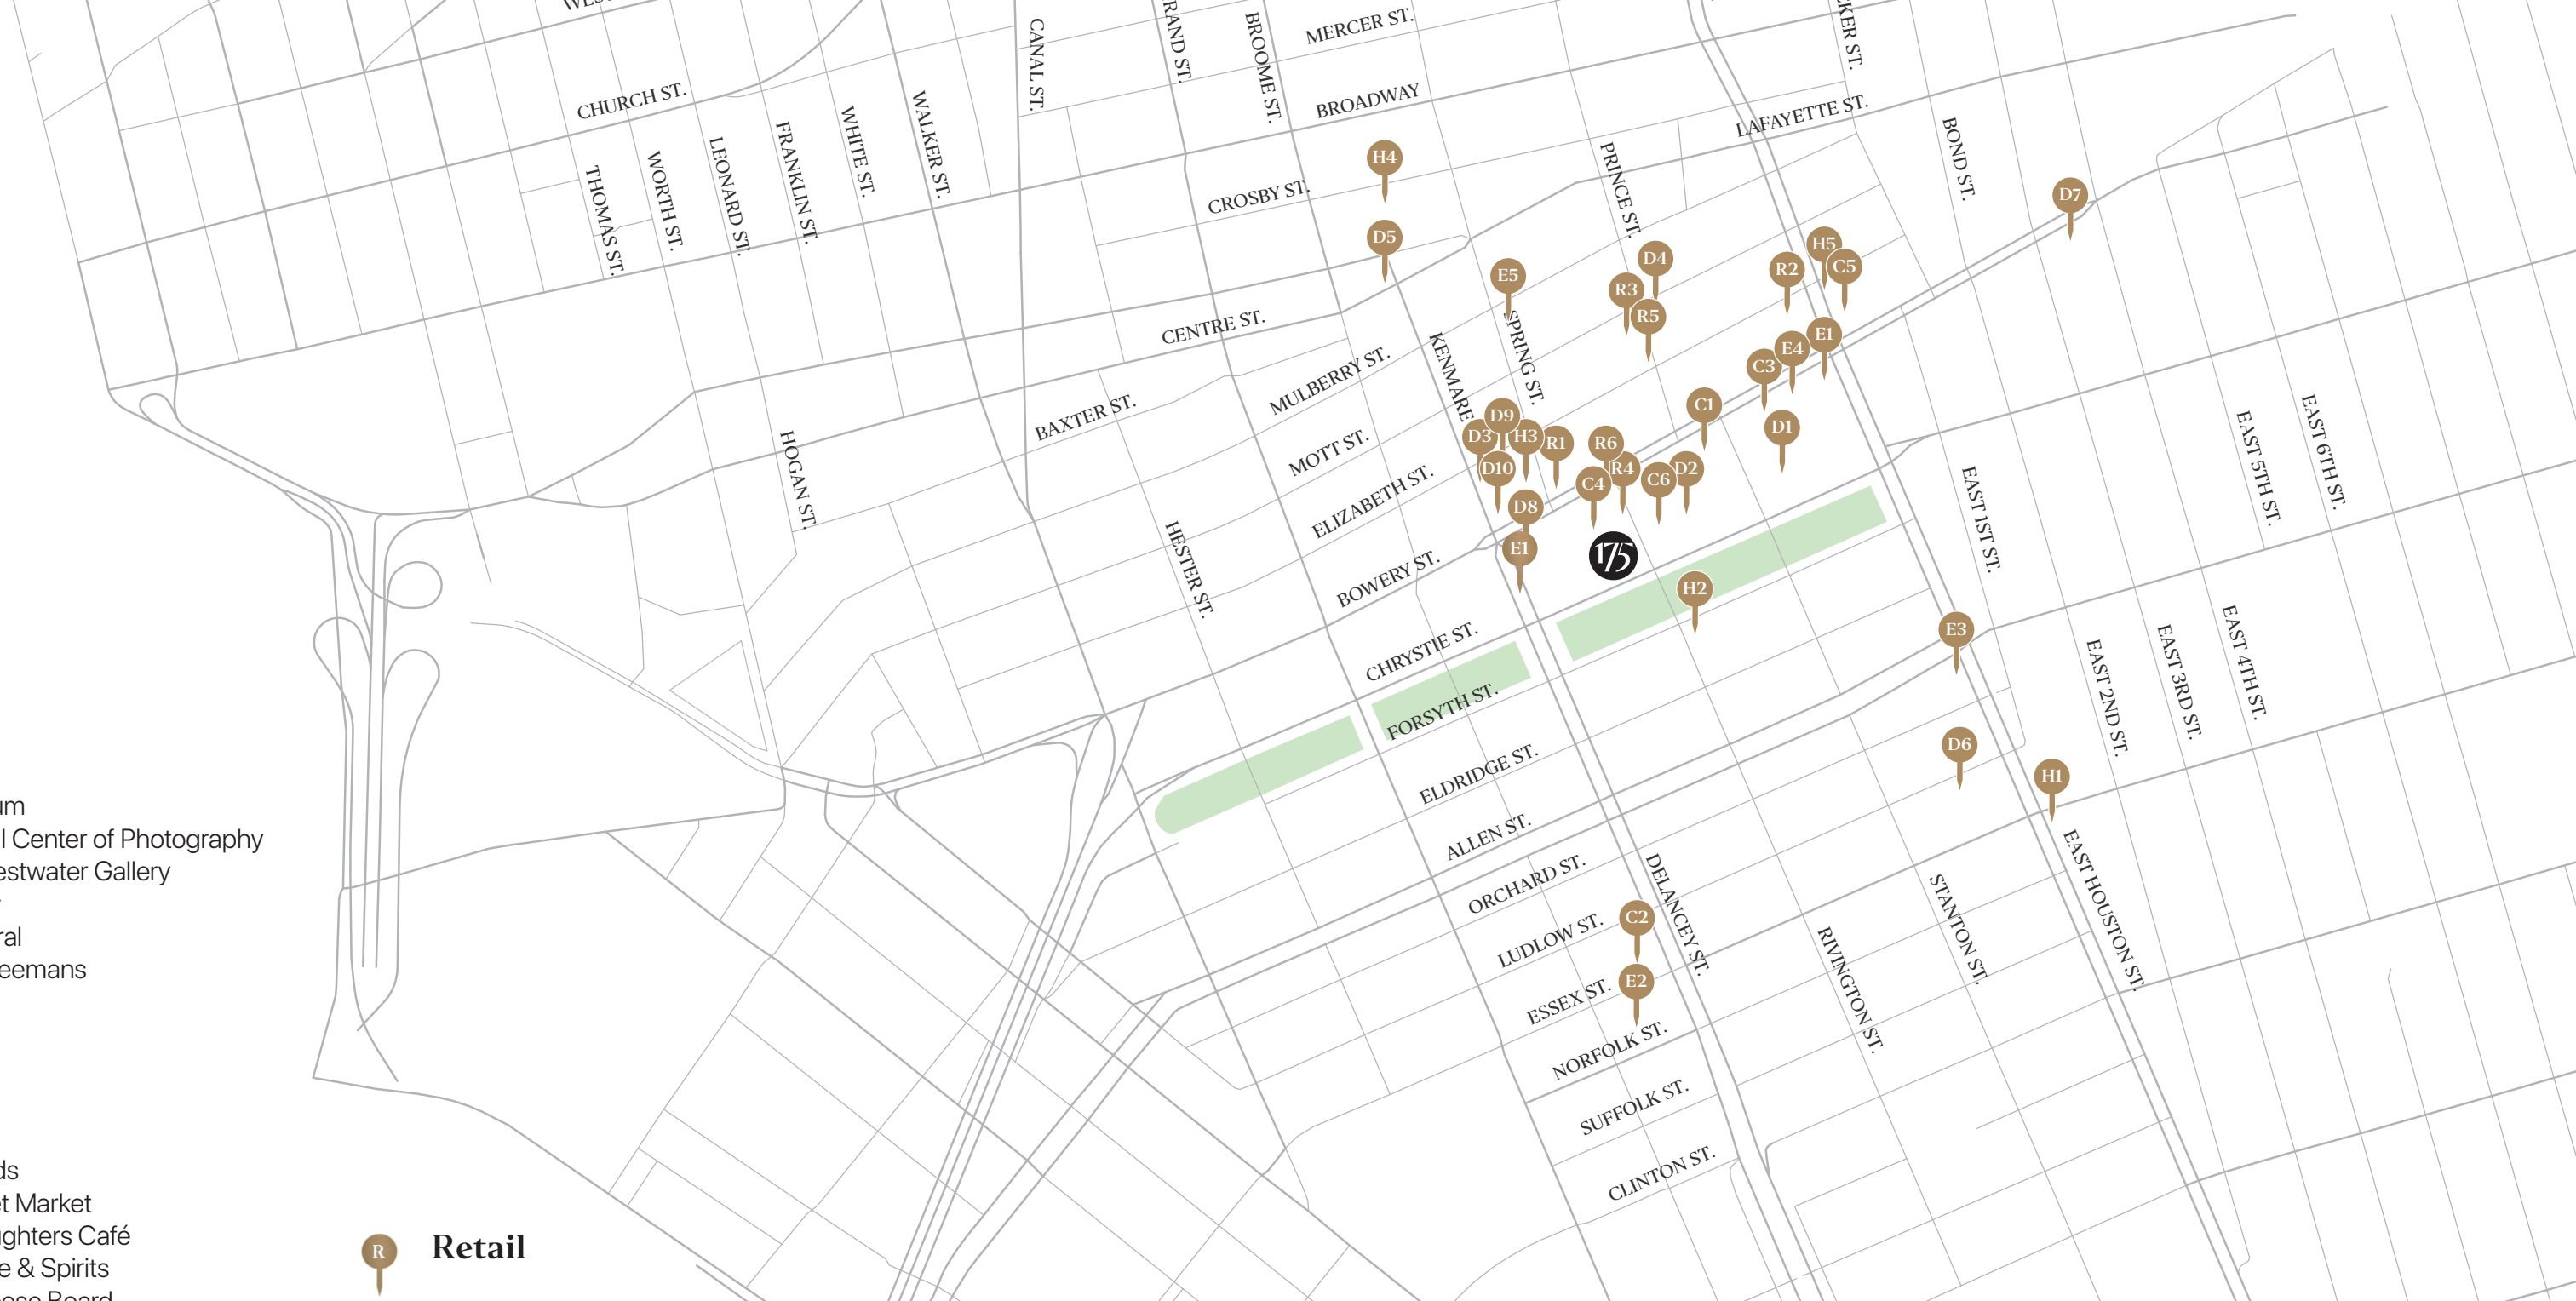 CANAL ST.
BROOME ST.
MERCER ST.
BROADWAY
CHURCH ST.
LAFAYETTE ST.
THOMAS ST.
WORTH ST.
LEONARD ST.
FRANKLIN ST.
WHITE ST.
WALKER ST.
CROSBY ST.
PRINCE ST.
BOND ST.
H4
D5
D7
E5
D4
R3
R5
R2
H5
C5
CENTRE ST.
MULBERRY ST.
KENMARE
SPRING ST.
BAXTER ST.
MOTT ST.
ELIZABETH ST.
HOGAN ST.
HESTER ST.
BOWERY ST.
E1
E4
C3
C1
D1
D9
D3
H3
R1
D10
R6
R4
C4
C6
D2
D8
E1
175
H2
E3
EAST 1ST ST.
EAST 5TH ST.
EAST 6TH ST.
CHRYSTIE ST.
FORSYTH ST.
ELDRIDGE ST.
ALLEN ST.
ORCHARD ST.
LUDLOW ST.
ESSEX ST.
NORFOLK ST.
SUFFOLK ST.
CLINTON ST.
D6
H1
EAST 2ND ST.
EAST 3RD ST.
EAST 4TH ST.
C2
E2
DELANCEY ST.
RIVINGTON ST.
STANTON ST.
EAST HOUSTON ST.
um
l Center of Photography
estwater Gallery
ral
eemans
ds
et Market
ughters Café
e & Spirits
R
Retail